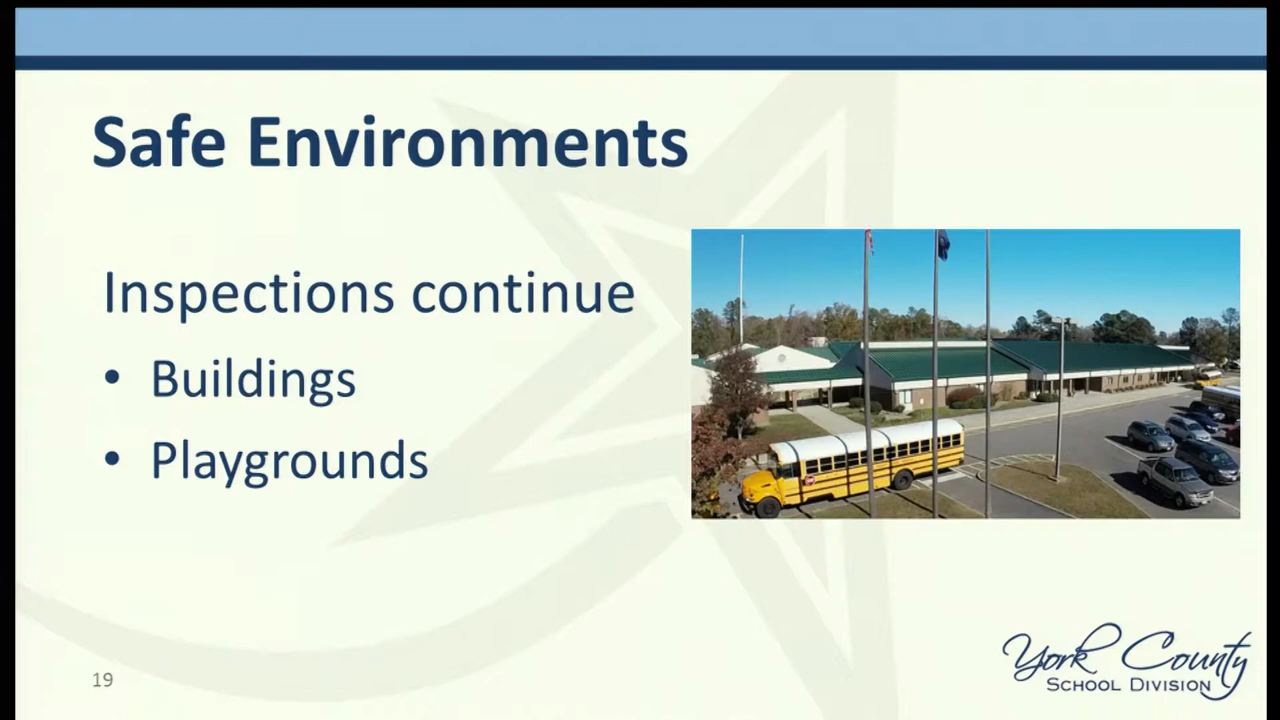 Safe Environments
Inspections continue
• Buildings
• Playgrounds
19
York County
SCHOOL DIVISION